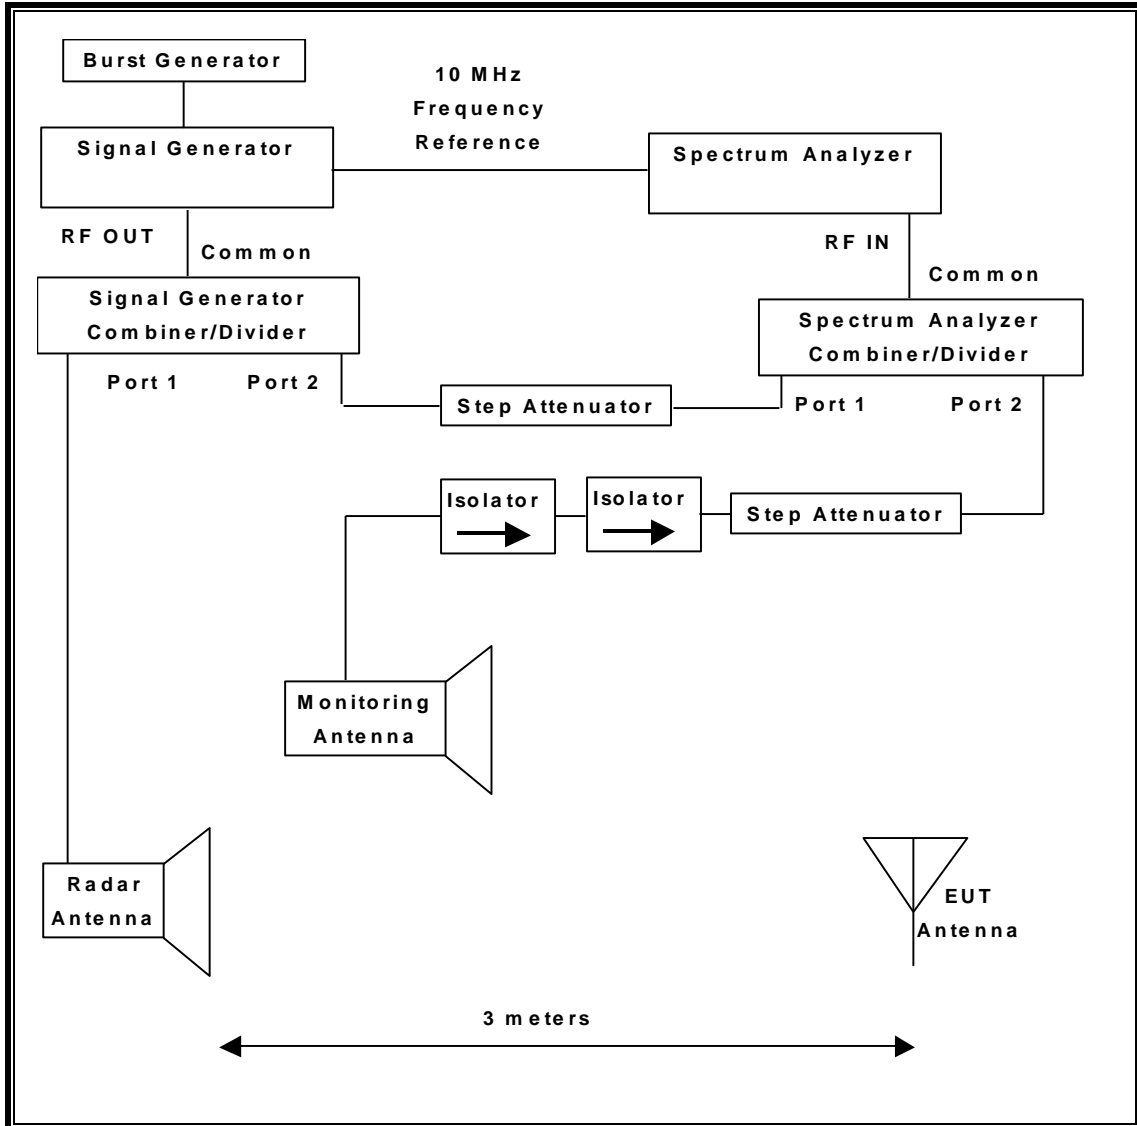 Burst Generator
10 MHz
Frequency
Reference
Signal Generator
Spectrum Analyzer
RF OUT
Common
RF IN
Common
Signal Generator
Combiner/Divider
Spectrum Analyzer
Combiner/Divider
Port 1
Port 2
Step Attenuator
Port 1
Port 2
Isolator
Isolator
Step Attenuator
Monitoring
Antenna
Radar
Antenna
EUT
Antenna
3 meters